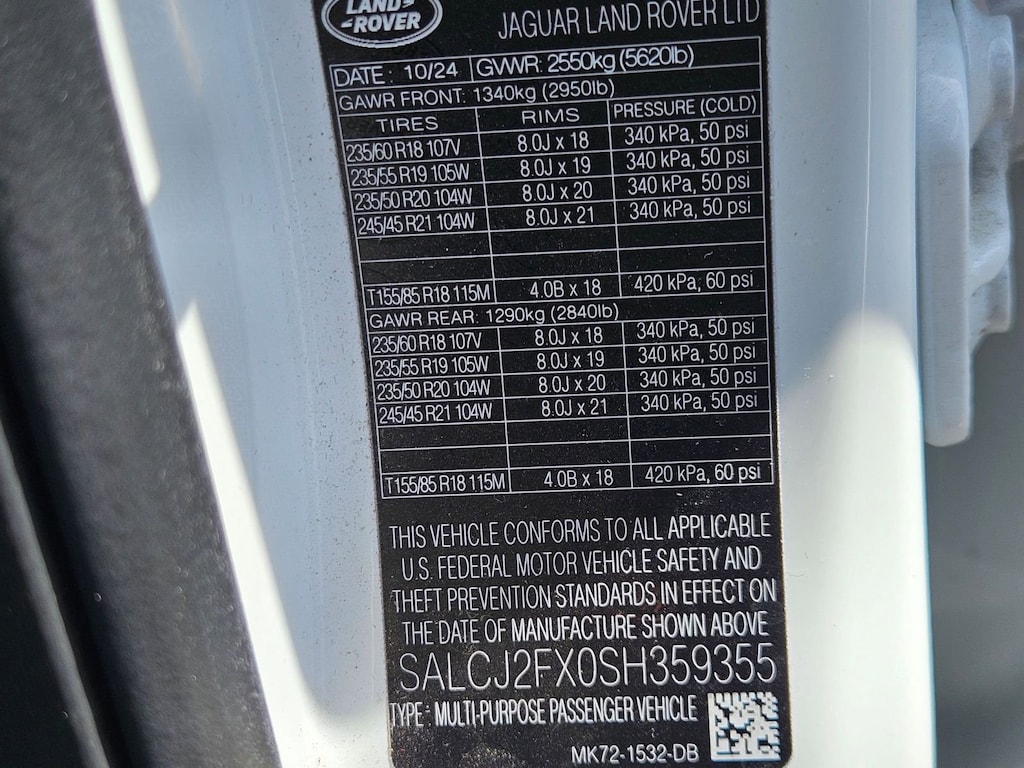 LAND-
-ROVER
JAGUAR LAND ROVER LTD
DATE: 10/24 GVWR: 2550kg (5620lb)
GAWR FRONT: 1340kg (2950lb)
TIRES RIMS PRESSURE (COLD)
235/60 R18 107V 8.0J x 18 340 kPa, 50 psi
235/55 R19 105W 8.0J x 19 340 kPa, 50 psi
235/50 R20 104W 8.0J x 20 340 kPa, 50 psi
245/45 R21 104W 8.0J x 21 340 kPa, 50 psi
T155/85 R18 115M 4.0B x 18 420 kPa, 60 psi
GAWR REAR: 1290kg (2840lb)
235/60 R18 107V 8.0J x 18 340 kPa, 50 psi
235/55 R19 105W 8.0J x 19 340 kPa, 50 psi
235/50 R20 104W 8.0J x 20 340 kPa, 50 psi
245/45 R21 104W 8.0J x 21 340 kPa, 50 psi
T155/85 R18 115M 4.0B x 18 420 kPa, 60 psi
THIS VEHICLE CONFORMS TO ALL APPLICABLE
U.S. FEDERAL MOTOR VEHICLE SAFETY AND
THEFT PREVENTION STANDARDS IN EFFECT ON
THE DATE OF MANUFACTURE SHOWN ABOVE
SALCJ2FX0SH359355
TYPE: MULTI-PURPOSE PASSENGER VEHICLE
MK72-1532-DB